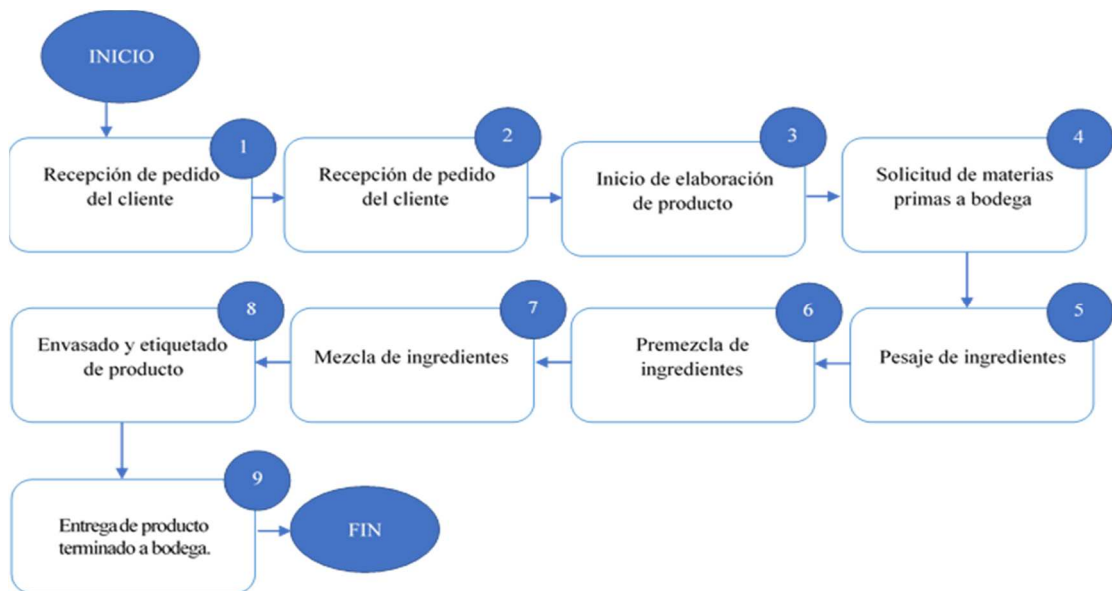 INICIO
1
Recepción de pedido
del cliente
2
Recepción de pedido
del cliente
3
Inicio de elaboración
de producto
4
Solicitud de materias
primas a bodega
5
Pesaje de ingredientes
6
Premezcla de
ingredientes
7
Mezcla de ingredientes
8
Envasado y etiquetado
de producto
9
Entrega de producto
terminado a bodega.
FIN